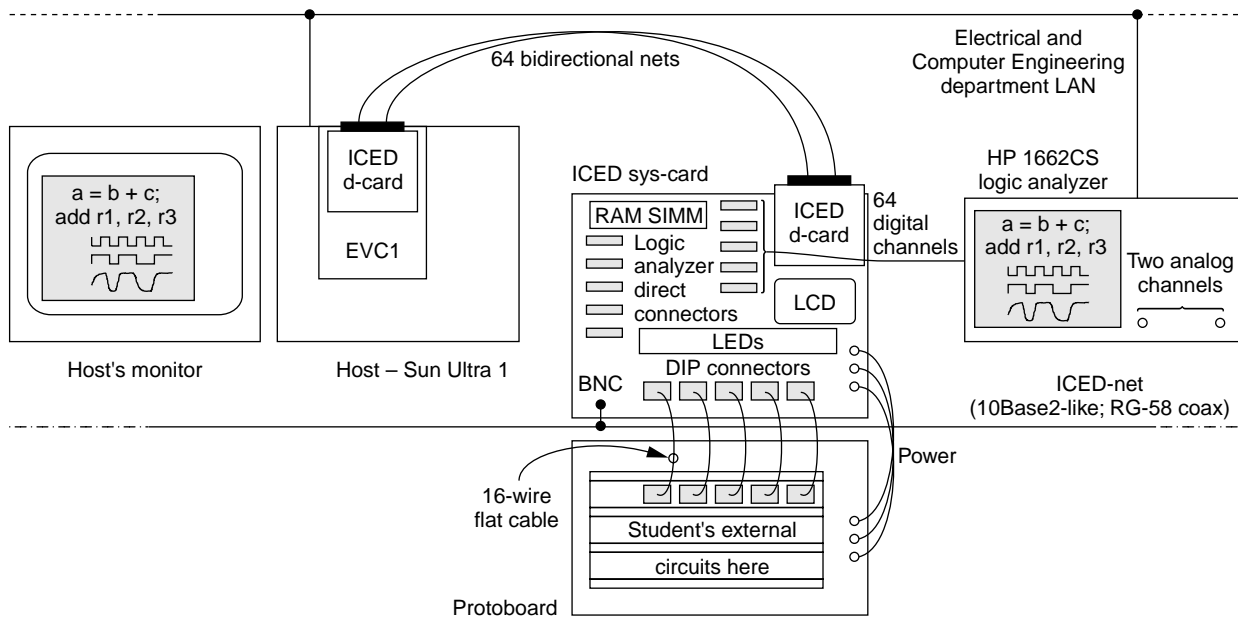 64 bidirectional nets
Electrical and
Computer Engineering
department LAN
ICED
d-card
EVC1
a = b + c;
add r1, r2, r3
Host's monitor
Host – Sun Ultra 1
ICED sys-card
RAM SIMM
Logic
analyzer
direct
connectors
ICED
d-card
64
digital
channels
LCD
LEDs
DIP connectors
BNC
HP 1662CS
logic analyzer
a = b + c;
add r1, r2, r3
Two analog
channels
ICED-net
(10Base2-like; RG-58 coax)
Power
16-wire
flat cable
Student's external
circuits here
Protoboard